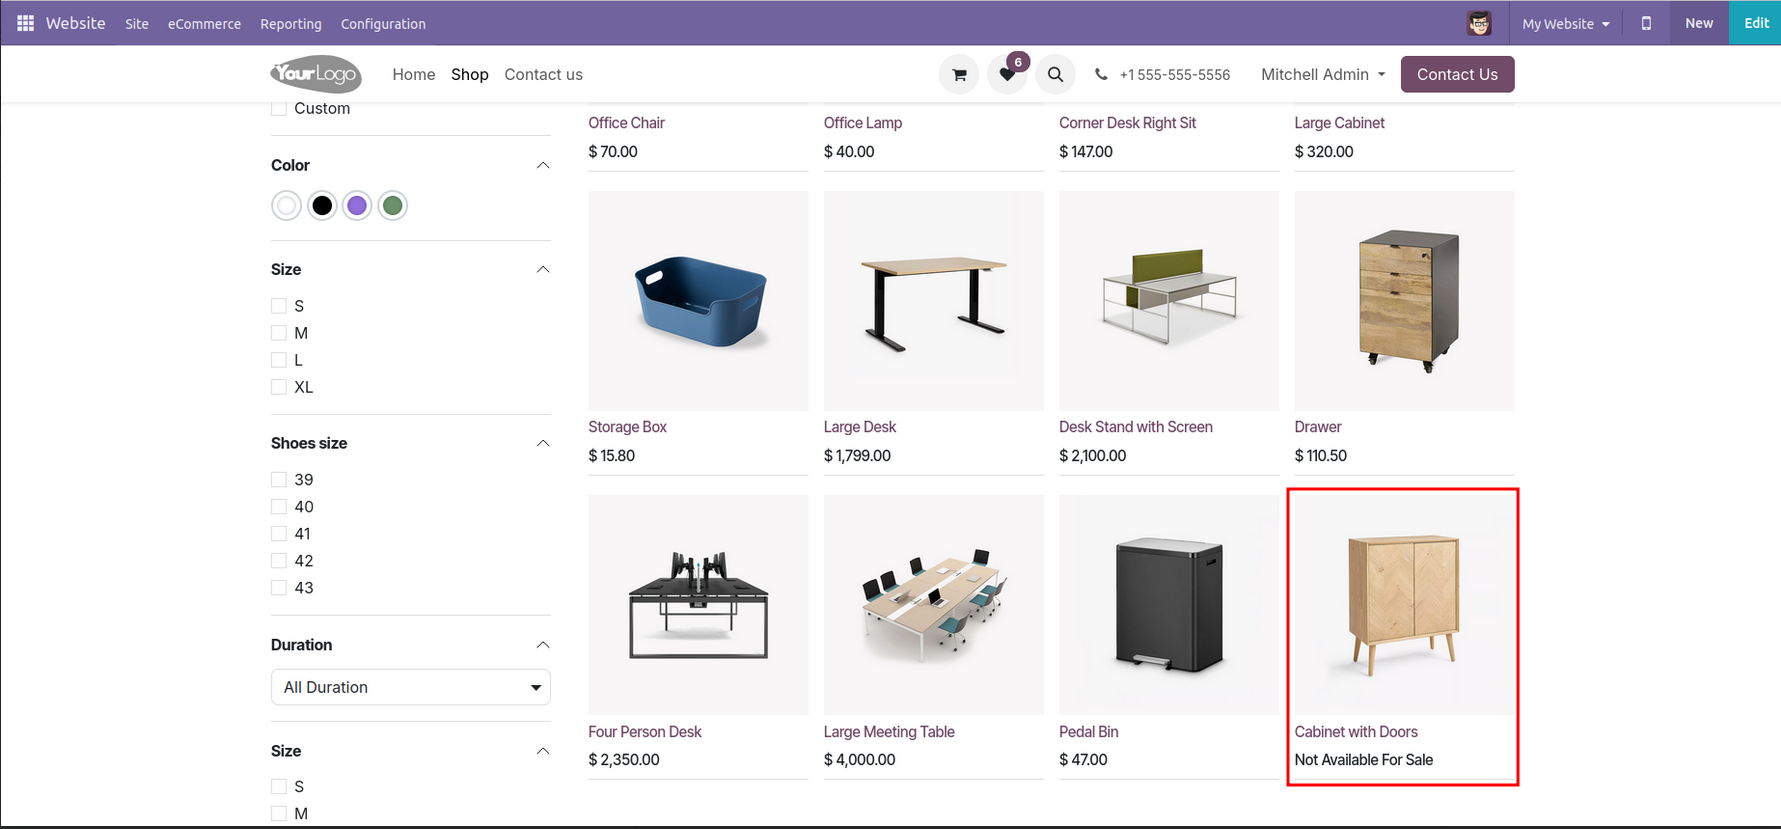 Website Site eCommerce Reporting Configuration My Website New Edit
YourLogo Home Shop Contact us 6 +1 555-555-5556 Mitchell Admin Contact Us
Custom
Color
Size
S
M
L
XL
Shoes size
39
40
41
42
43
Duration
All Duration
Size
S
M
Office Chair Office Lamp Corner Desk Right Sit Large Cabinet
$ 70.00 $ 40.00 $ 147.00 $ 320.00
Storage Box Large Desk Desk Stand with Screen Drawer
$ 15.80 $ 1,799.00 $ 2,100.00 $ 110.50
Four Person Desk Large Meeting Table Pedal Bin Cabinet with Doors
$ 2,350.00 $ 4,000.00 $ 47.00 Not Available For Sale